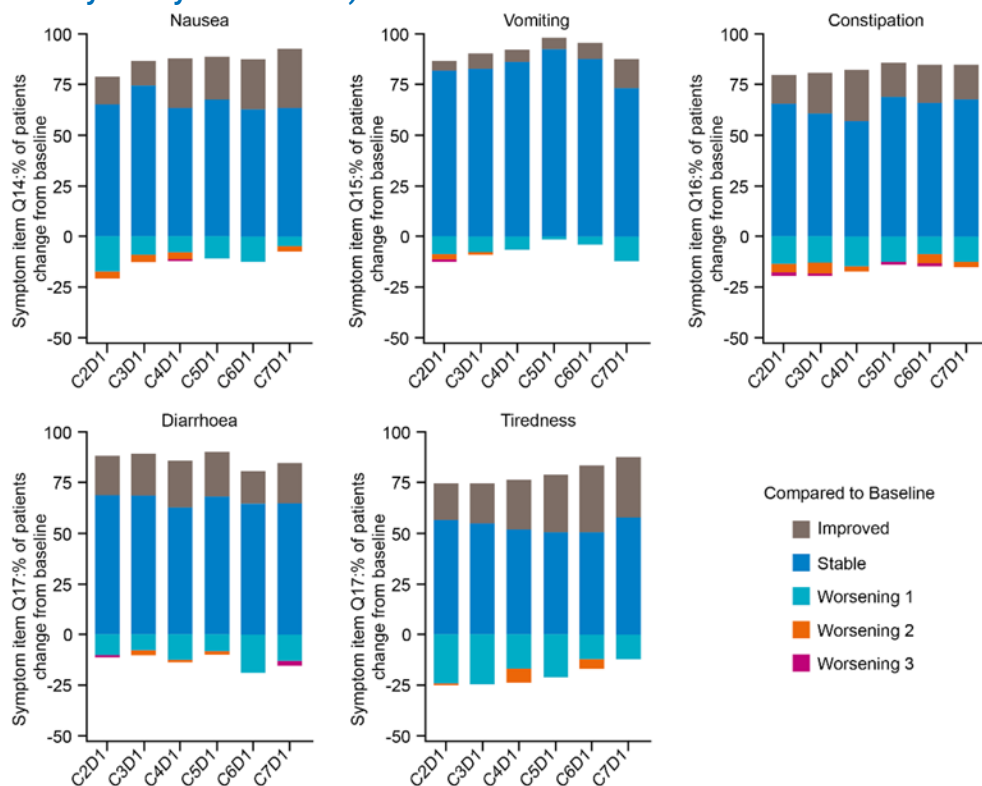 Nausea
Vomiting
Constipation
Symptom item Q14:% of patients
change from baseline
100
75
50
25
0
-25
-50
C2D1
C3D1
C4D1
C5D1
C6D1
C7D1
Symptom item Q15:% of patients
change from baseline
100
75
50
25
0
-25
-50
C2D1
C3D1
C4D1
C5D1
C6D1
C7D1
Symptom item Q16:% of patients
change from baseline
100
75
50
25
0
-25
-50
C2D1
C3D1
C4D1
C5D1
C6D1
C7D1
Diarrhoea
Tiredness
Symptom item Q17:% of patients
change from baseline
100
75
50
25
0
-25
-50
C2D1
C3D1
C4D1
C5D1
C6D1
C7D1
Symptom item Q17:% of patients
change from baseline
100
75
50
25
0
-25
-50
C2D1
C3D1
C4D1
C5D1
C6D1
C7D1
Compared to Baseline
Improved
Stable
Worsening 1
Worsening 2
Worsening 3